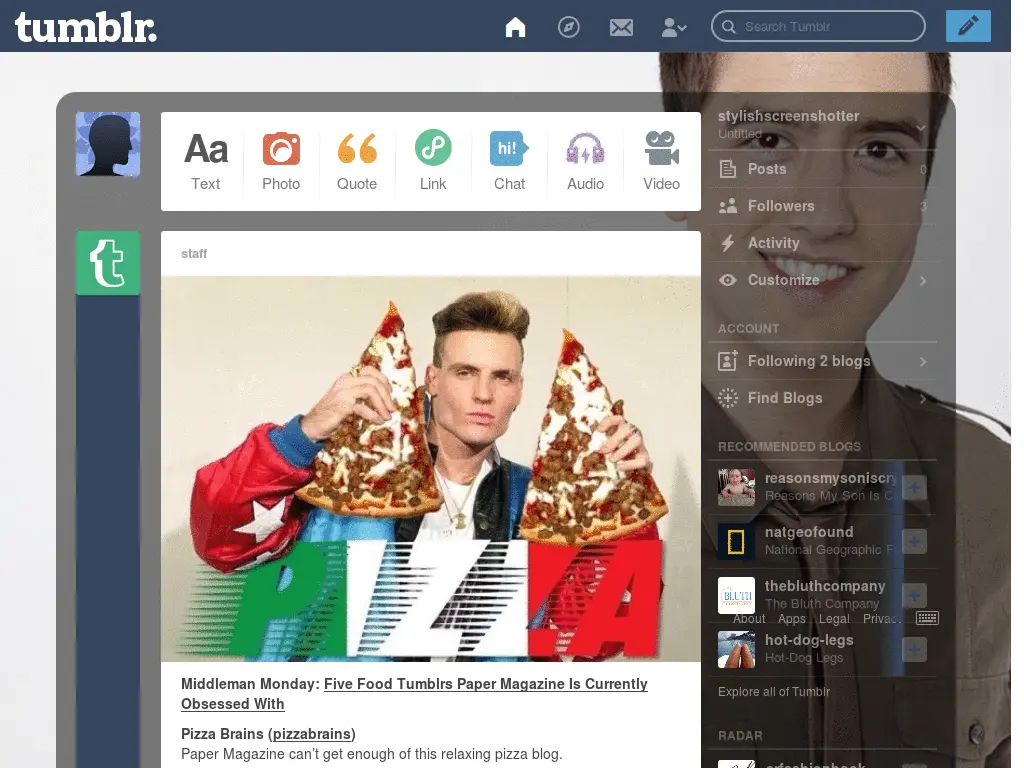 tumblr.
Search Tumblr
Aa
hi!
Text
Photo
Quote
Link
Chat
Audio
Video
t
staff
PIZZA
Middleman Monday: Five Food Tumblrs Paper Magazine Is Currently
Obsessed With
Pizza Brains (pizzabrains)
Paper Magazine can't get enough of this relaxing pizza blog.
stylishscreenshotter
Untitled
Posts 0
Followers 3
Activity
Customize
ACCOUNT
Following 2 blogs
Find Blogs
RECOMMENDED BLOGS
reasonsmysoniscry
Reasons My Son Is C
natgeofound
National Geographic F
BLUTH
thebluthcompany
The Bluth Company
About Apps Legal Priva
hot-dog-legs
Hot-Dog Legs
Explore all of Tumblr
RADAR